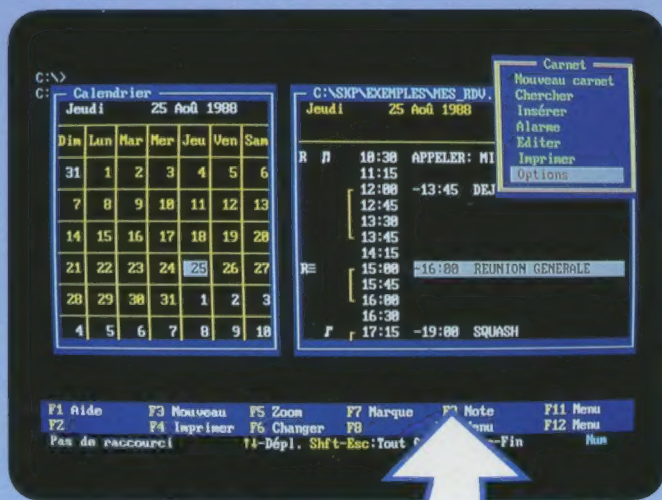 C:\>
C:
Calendrier
Jeudi 25 Aoû 1988
Dim Lun Mar Mer Jeu Ven Sam
31 1 2 3 4 5 6
7 8 9 10 11 12 13
14 15 16 17 18 19 20
21 22 23 24 25 26 27
28 29 30 31 1 2 3
4 5 6 7 8 9 10
C:\SKP\EXEMPLES\MES_RDV.
Jeudi 25 Aoû 1988
R ♫ 10:30 APPELER: MI
11:15
12:00 -13:45 DEJ
12:45
13:30
13:45
14:15
R≡ 15:00 -16:00 REUNION GENERALE
15:45
16:00
16:30
♪ 17:15 -19:00 SQUASH
Carnet
Nouveau carnet
Chercher
Insérer
Alarme
Editer
Imprimer
Options
F1 Aide F3 Nouveau F5 Zoom F7 Marque Note F11 Menu
F2 F4 Imprimer F6 Changer F8 F12 Menu
Pas de raccourci ↑↓-Dépl. Shft-Esc:Tout -Fin Num